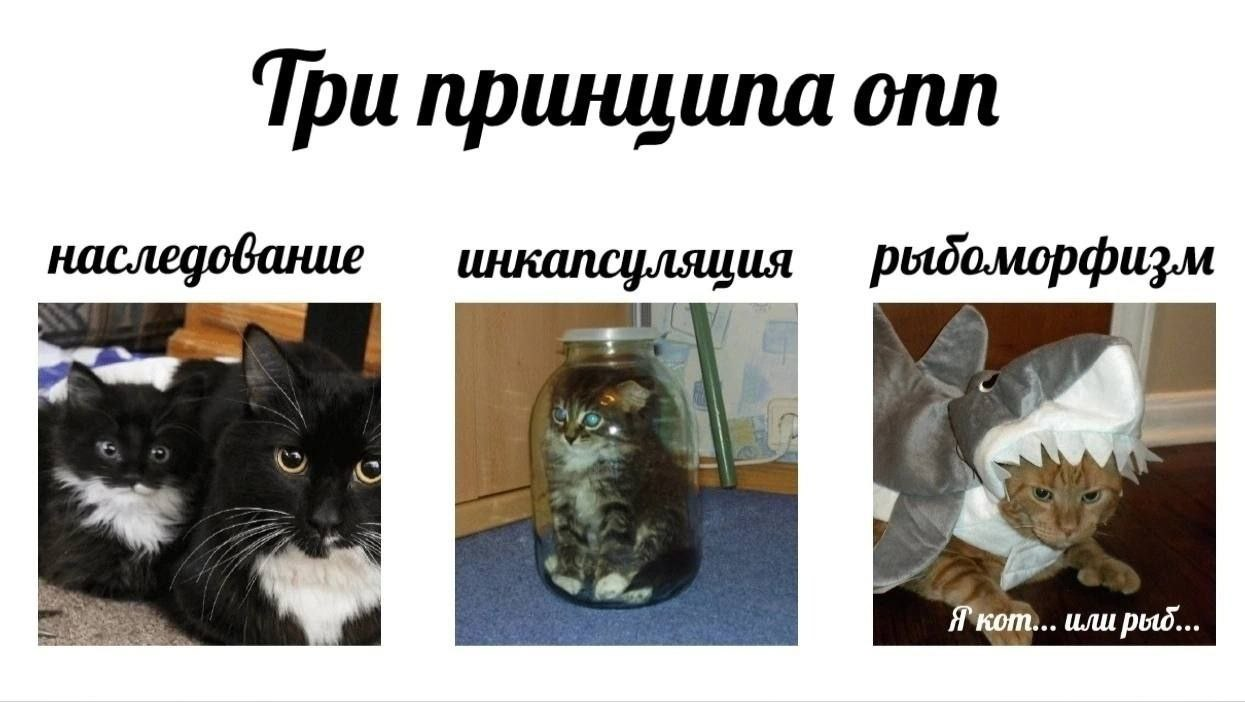 Три принципа опп
наследование
инкапсуляция
рыбоморфизм
Я кот... или рыб...